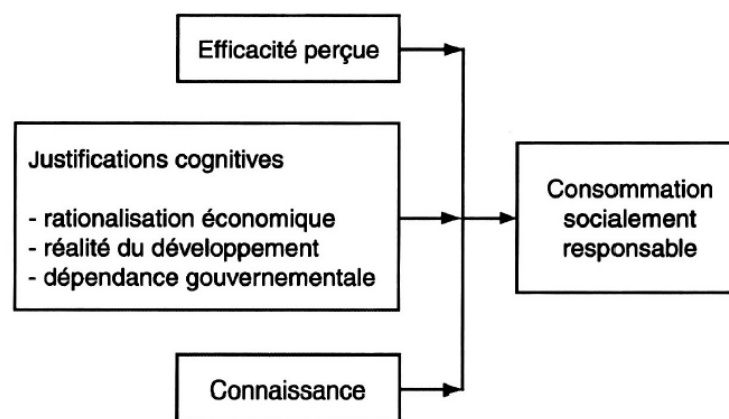 Efficacité perçue
Justifications cognitives
- rationalisation économique
- réalité du développement
- dépendance gouvernementale
Consommation
socialement
responsable
Connaissance